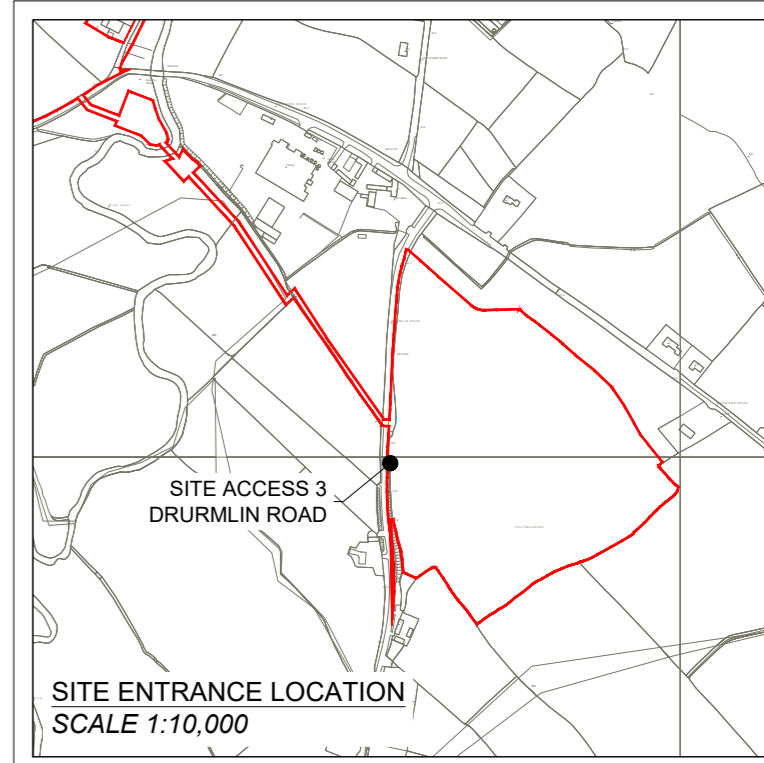 SITE ACCESS 3
DRURMLIN ROAD
SITE ENTRANCE LOCATION
SCALE 1:10,000